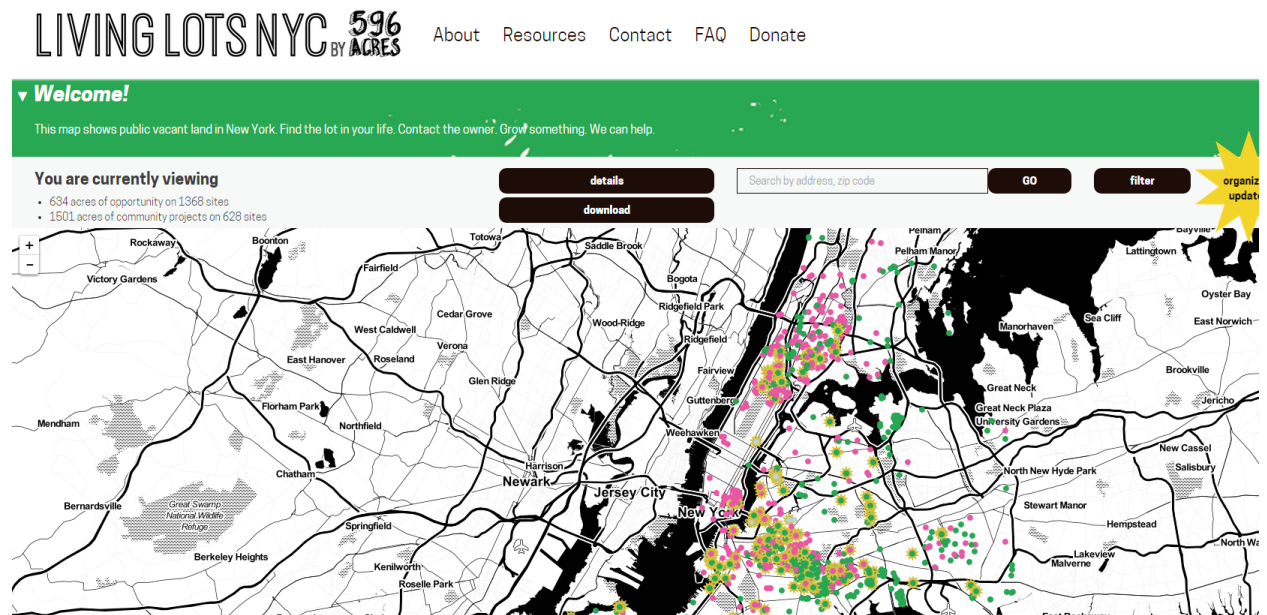 LIVING LOTS NYC BY 596 ACRES
About Resources Contact FAQ Donate
▼ Welcome!
This map shows public vacant land in New York. Find the lot in your life. Contact the owner. Grow something. We can help.
You are currently viewing
• 634 acres of opportunity on 1368 sites
• 1501 acres of community projects on 628 sites
details
download
Search by address, zip code
GO
filter
organiz
update
+
-
Rockaway
Boonton
Totowa
Saddle Brook
Pelham
Pelham Manor
Bayville
Lattingtown
Victory Gardens
Fairfield
Bogota
Oyster Bay
Ridgefield Park
Cedar Grove
Wood-Ridge
Sea Cliff
East Norwich
West Caldwell
Manorhaven
Ridgefield
Verona
East Hanover
Roseland
Fairview
Brookville
Glen Ridge
Great Neck
Guttenberg
Jericho
Florham Park
Great Neck Plaza
University Gardens
Mendham
Northfield
Weehawken
New Cassel
Harrison
Salisbury
Chatham
North New Hyde Park
Newark
Jersey City
Great Swamp
National Wildlife
Refuge
Bernardsville
Stewart Manor
New York
Springfield
Hempstead
North Wa
Berkeley Heights
Lakeview
Malverne
Kenilworth
Roselle Park